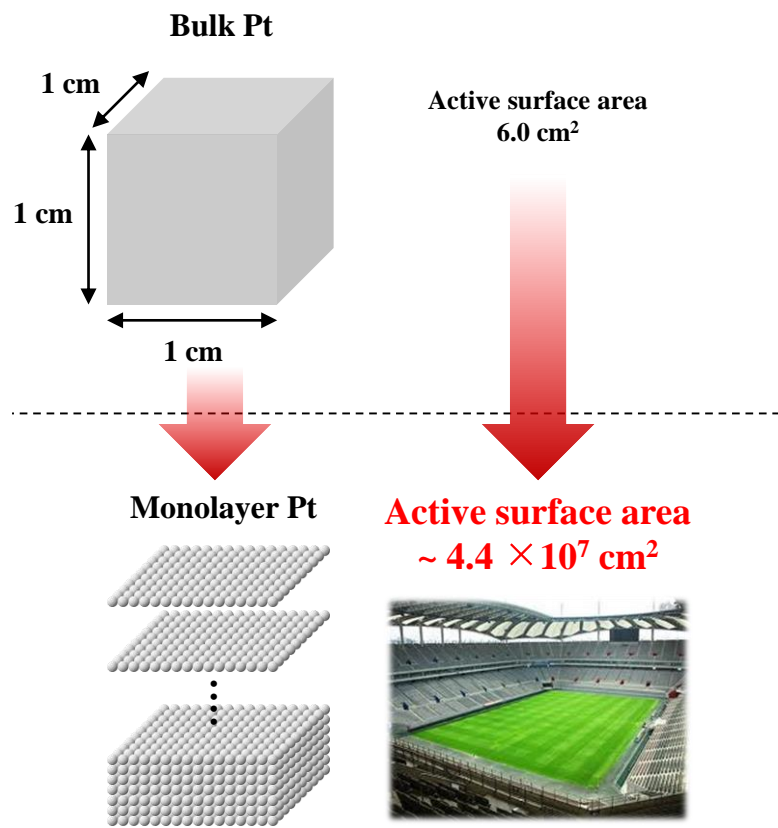 Bulk Pt
1 cm
Active surface area
6.0 cm²
1 cm
1 cm
Monolayer Pt
Active surface area
~ 4.4 ×10⁷ cm²